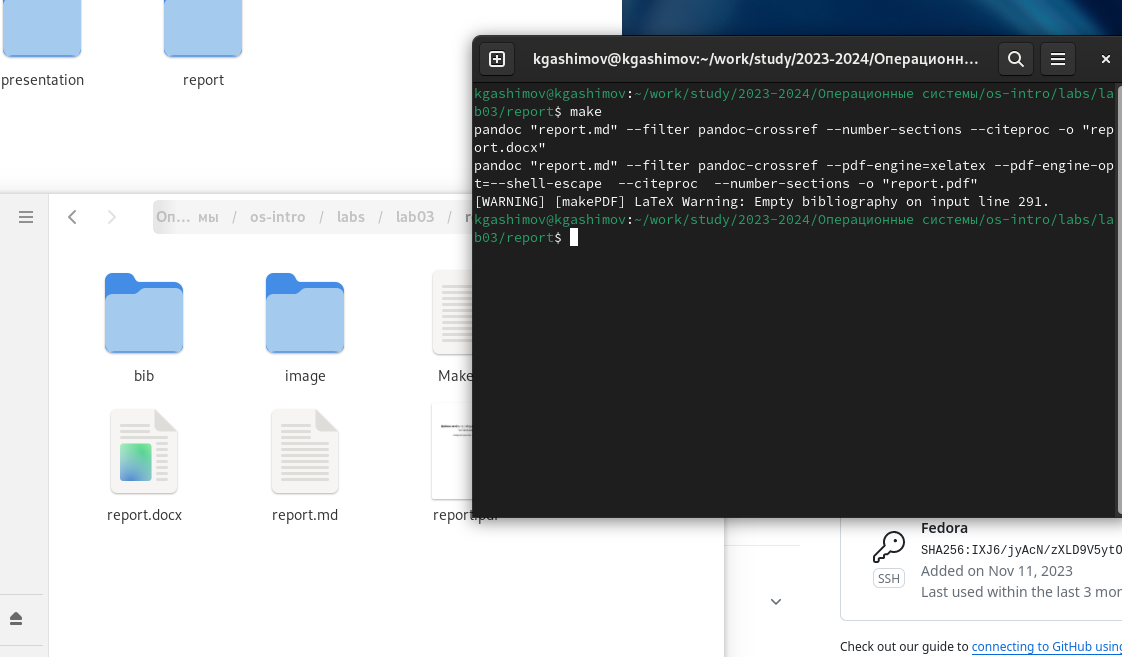 presentation
report
kgashimov@kgashimov:~/work/study/2023-2024/Операционн...
kgashimov@kgashimov:~/work/study/2023-2024/Операционные системы/os-intro/labs/la
b03/report$ make
pandoc "report.md" --filter pandoc-crossref --number-sections --citeproc -o "rep
ort.docx"
pandoc "report.md" --filter pandoc-crossref --pdf-engine=xelatex --pdf-engine-op
t=--shell-escape  --citeproc  --number-sections -o "report.pdf"
[WARNING] [makePDF] LaTeX Warning: Empty bibliography on input line 291.
kgashimov@kgashimov:~/work/study/2023-2024/Операционные системы/os-intro/labs/la
b03/report$
Оп... мы / os-intro / labs / lab03 /
bib
image
Make
report.docx
report.md
report.pdf
Fedora
SHA256:IXJ6/jyAcN/zXLD9V5yt
SSH
Added on Nov 11, 2023
Last used within the last 3 mon
Check out our guide to connecting to GitHub using